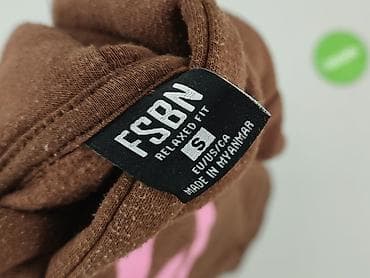 FSBN
RELAXED FIT
S
EU/US/CA
MADE IN MYANMAR